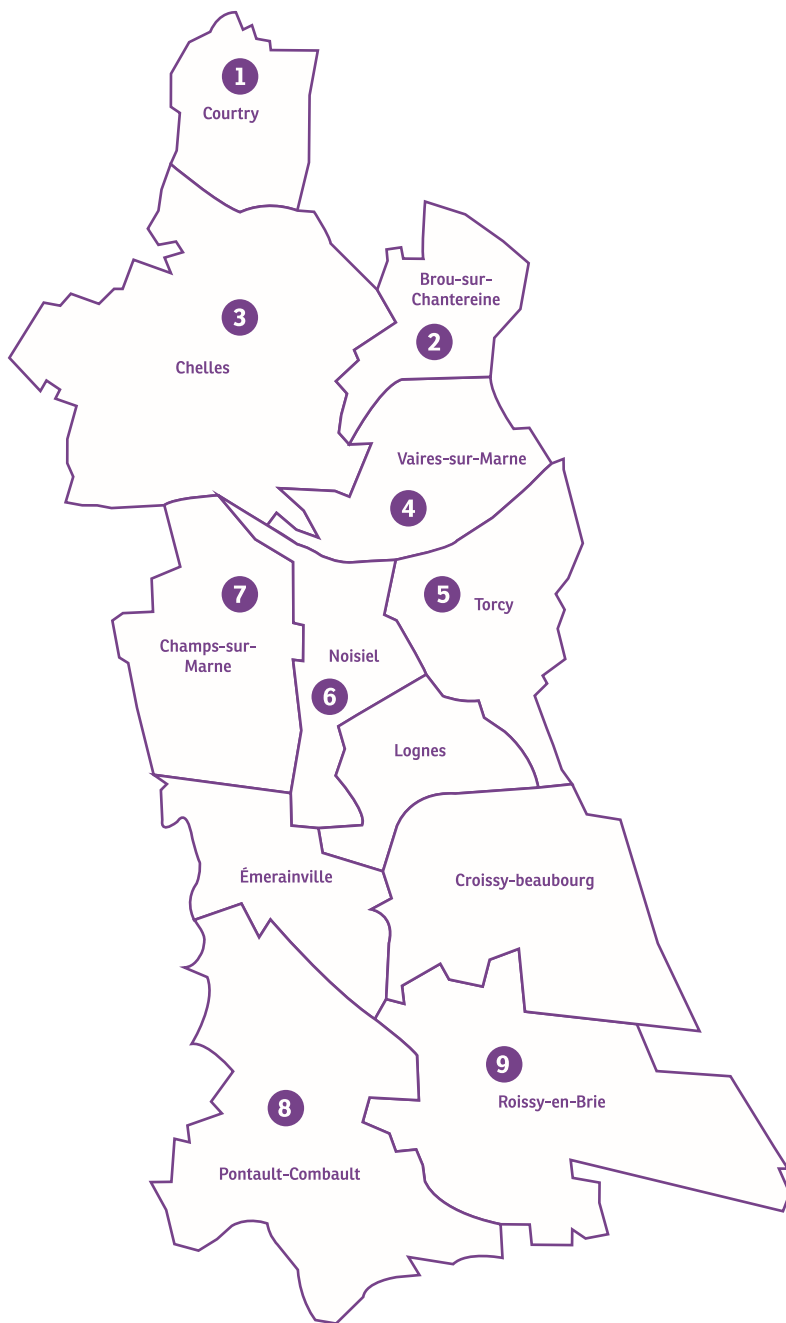 1
Courtry
Brou-sur-
Chantereine
2
3
Chelles
Vaires-sur-Marne
4
5
Torcy
7
Champs-sur-
Marne
Noisiel
6
Lognes
Émerainville
Croissy-beaubourg
9
Roissy-en-Brie
8
Pontault-Combault